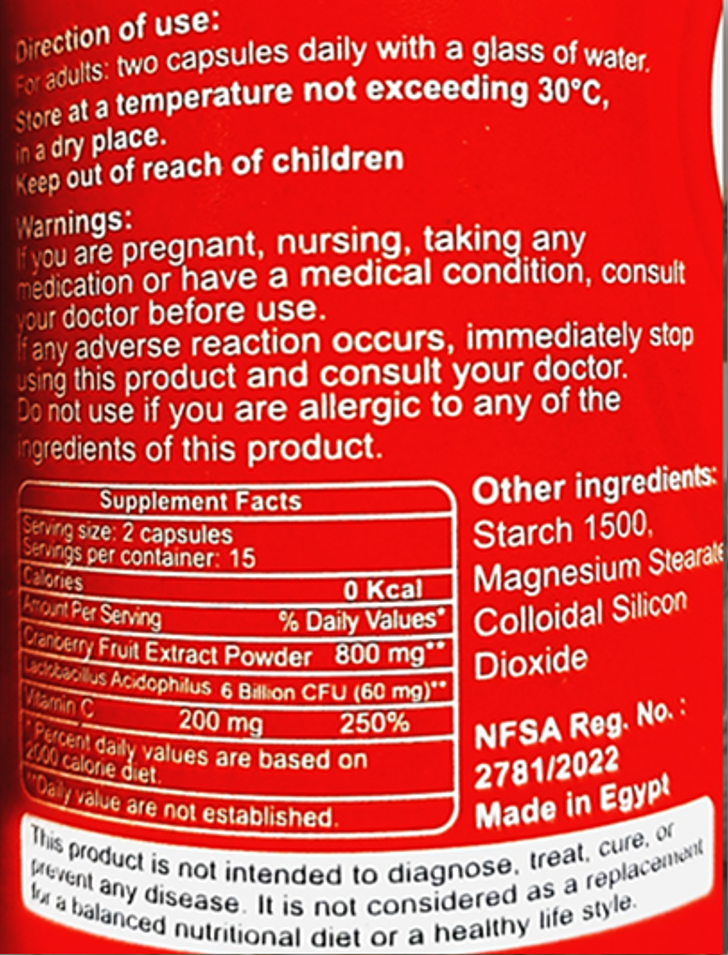 Direction of use:
For adults: two capsules daily with a glass of water.
Store at a temperature not exceeding 30°C,
in a dry place.
Keep out of reach of children
Warnings:
If you are pregnant, nursing, taking any
medication or have a medical condition, consult
your doctor before use.
If any adverse reaction occurs, immediately stop
using this product and consult your doctor.
Do not use if you are allergic to any of the
ingredients of this product.
Supplement Facts
Serving size: 2 capsules
Servings per container: 15
Calories 0 Kcal
Amount Per Serving % Daily Values*
Cranberry Fruit Extract Powder 800 mg**
Lactobacillus Acidophilus 6 Billion CFU (60 mg)**
Vitamin C 200 mg 250%
*Percent daily values are based on
2000 calorie diet.
**Daily value are not established.
Other ingredients:
Starch 1500,
Magnesium Stearate
Colloidal Silicon
Dioxide
NFSA Reg. No. :
2781/2022
Made in Egypt
This product is not intended to diagnose, treat, cure, or
prevent any disease. It is not considered as a replacement
for a balanced nutritional diet or a healthy life style.